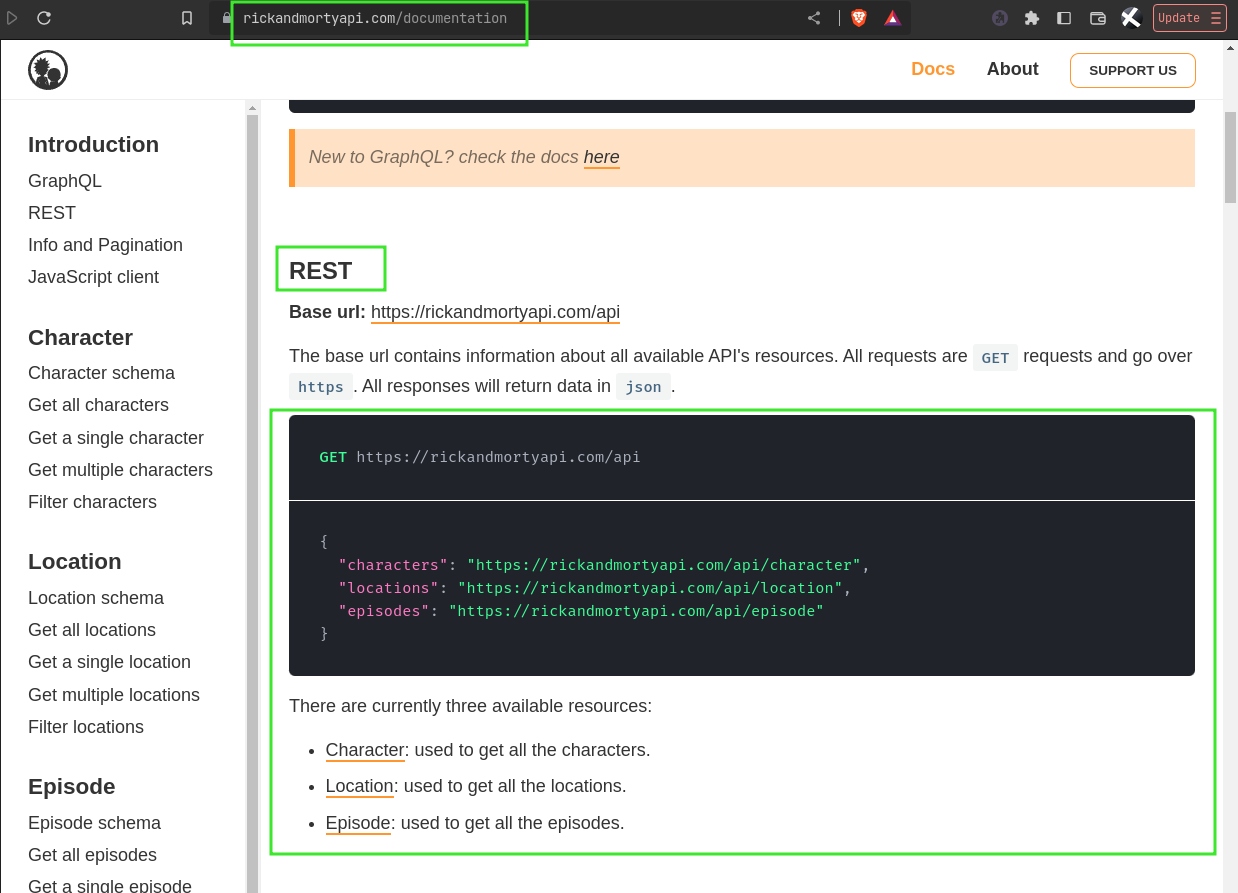 rickandmortyapi.com/documentation
Update
Docs
About
SUPPORT US
Introduction
GraphQL
REST
Info and Pagination
JavaScript client
Character
Character schema
Get all characters
Get a single character
Get multiple characters
Filter characters
Location
Location schema
Get all locations
Get a single location
Get multiple locations
Filter locations
Episode
Episode schema
Get all episodes
Get a single episode
New to GraphQL? check the docs here
REST
Base url: https://rickandmortyapi.com/api
The base url contains information about all available API's resources. All requests are GET requests and go over
https . All responses will return data in json .
GET https://rickandmortyapi.com/api
{
"characters": "https://rickandmortyapi.com/api/character",
"locations": "https://rickandmortyapi.com/api/location",
"episodes": "https://rickandmortyapi.com/api/episode"
}
There are currently three available resources:
• Character: used to get all the characters.
• Location: used to get all the locations.
• Episode: used to get all the episodes.